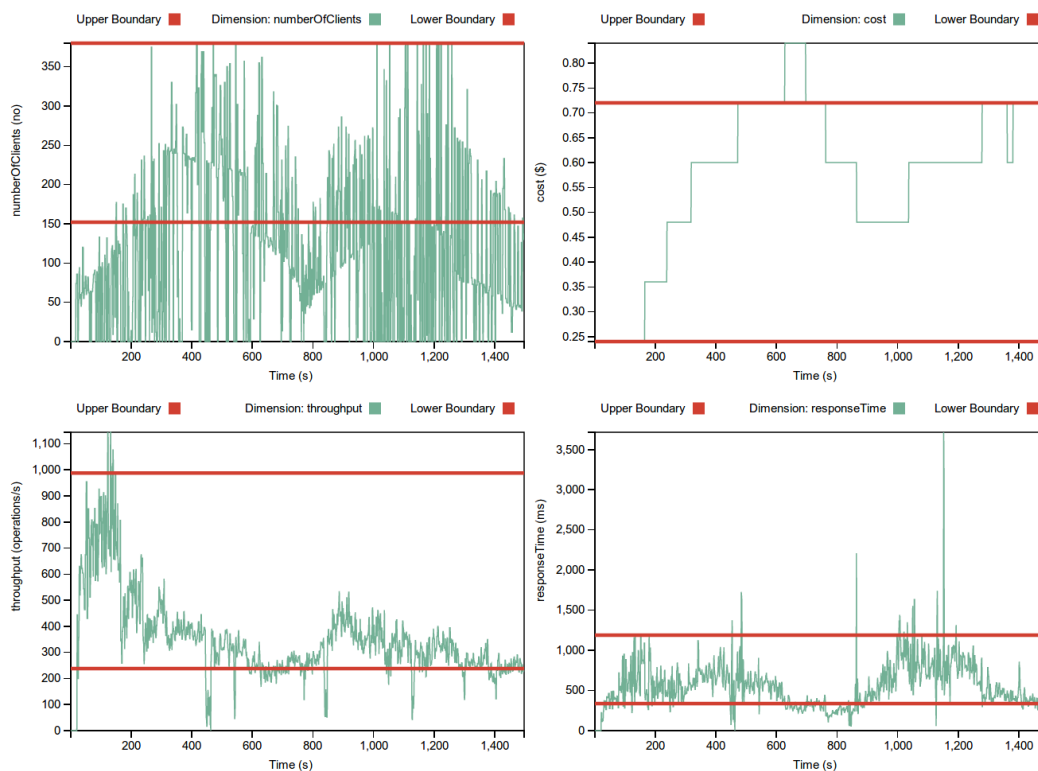 Upper Boundary Dimension: numberOfClients Lower Boundary
numberOfClients (no)
350
300
250
200
150
100
50
0
200 400 600 800 1,000 1,200 1,400
Time (s)
Upper Boundary Dimension: cost Lower Boundary
cost ($)
0.80
0.75
0.70
0.65
0.60
0.55
0.50
0.45
0.40
0.35
0.30
0.25
200 400 600 800 1,000 1,200 1,400
Time (s)
Upper Boundary Dimension: throughput Lower Boundary
throughput (operations/s)
1,100
1,000
900
800
700
600
500
400
300
200
100
0
200 400 600 800 1,000 1,200 1,400
Time (s)
Upper Boundary Dimension: responseTime Lower Boundary
responseTime (ms)
3,500
3,000
2,500
2,000
1,500
1,000
500
0
200 400 600 800 1,000 1,200 1,400
Time (s)